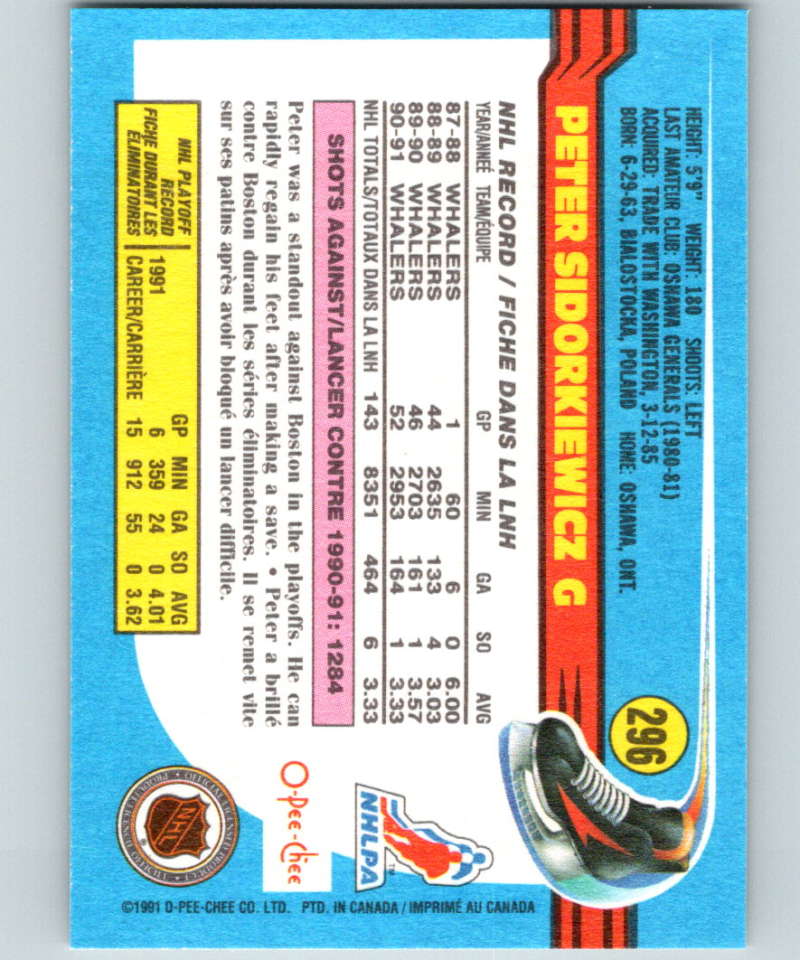 296
HEIGHT: 5'9" WEIGHT: 180 SHOOTS: LEFT
LAST AMATEUR CLUB: OSHAWA GENERALS (1980-81)
ACQUIRED: TRADE WITH WASHINGTON, 3-12-85
BORN: 6-29-63, BIALOSTOCKA, POLAND HOME: OSHAWA, ONT.
PETER SIDORKIEWICZ G
NHL RECORD / FICHE DANS LA LNH
YEAR/ANNÉE TEAM/ÉQUIPE GP MIN GA SO AVG
87-88 WHALERS 1 60 6 0 6.00
88-89 WHALERS 44 2635 133 4 3.03
89-90 WHALERS 46 2703 161 1 3.57
90-91 WHALERS 52 2953 164 1 3.33
NHL TOTALS/TOTAUX DANS LA LNH 143 8351 464 6 3.33
SHOTS AGAINST/LANCER CONTRE 1990-91: 1284
Peter was a standout against Boston in the playoffs. He can
rapidly regain his feet after making a save. • Peter a brillé
contre Boston durant les séries éliminatoires. Il se remet vite
sur ses patins après avoir bloqué un lancer difficile.
NHL PLAYOFF
RECORD
FICHE DURANT LES
ÉLIMINATOIRES
GP MIN GA SO AVG
1991 6 359 24 0 4.01
CAREER/CARRIÈRE 15 912 55 0 3.62
NHLPA
TM
O-Pee-Chee
NHL
OFFICIAL LICENSED PRODUCT
©1991 O-PEE-CHEE CO. LTD. PTD. IN CANADA / IMPRIMÉ AU CANADA